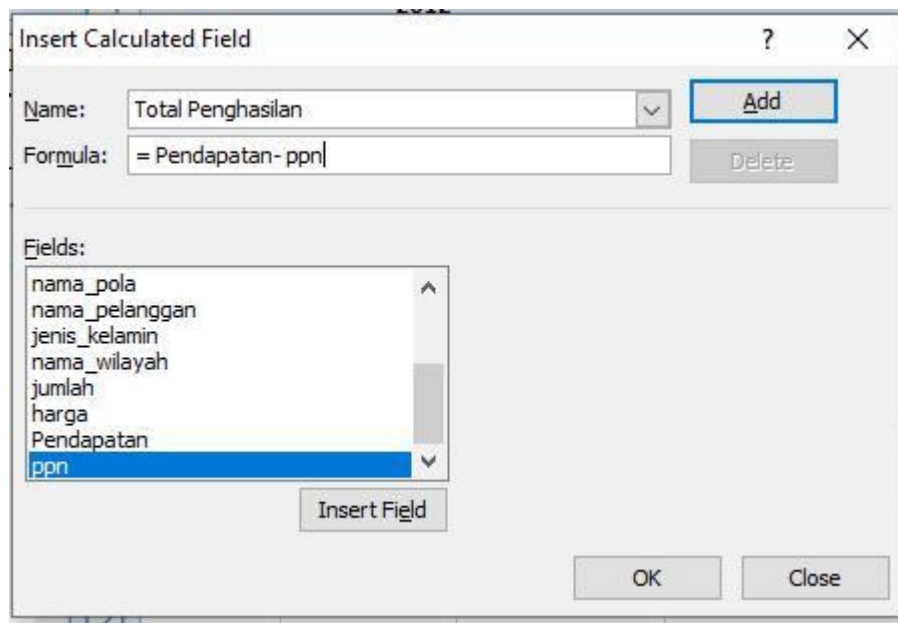 Insert Calculated Field
?
Name:
Total Penghasilan
Add
Formula:
= Pendapatan- ppn
Delete
Fields:
nama_pola
nama_pelanggan
jenis_kelamin
nama_wilayah
jumlah
harga
Pendapatan
ppn
Insert Field
OK
Close